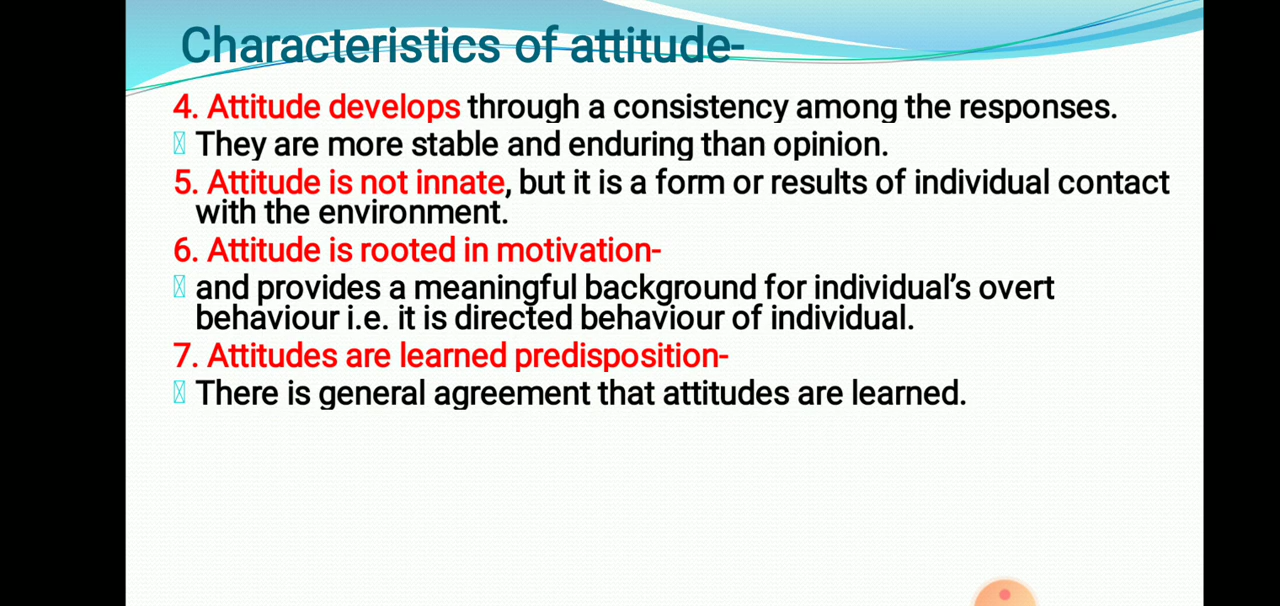 Characteristics of attitude-
4. Attitude develops through a consistency among the responses.
They are more stable and enduring than opinion.
5. Attitude is not innate, but it is a form or results of individual contact
with the environment.
6. Attitude is rooted in motivation-
and provides a meaningful background for individual’s overt
behaviour i.e. it is directed behaviour of individual.
7. Attitudes are learned predisposition-
There is general agreement that attitudes are learned.